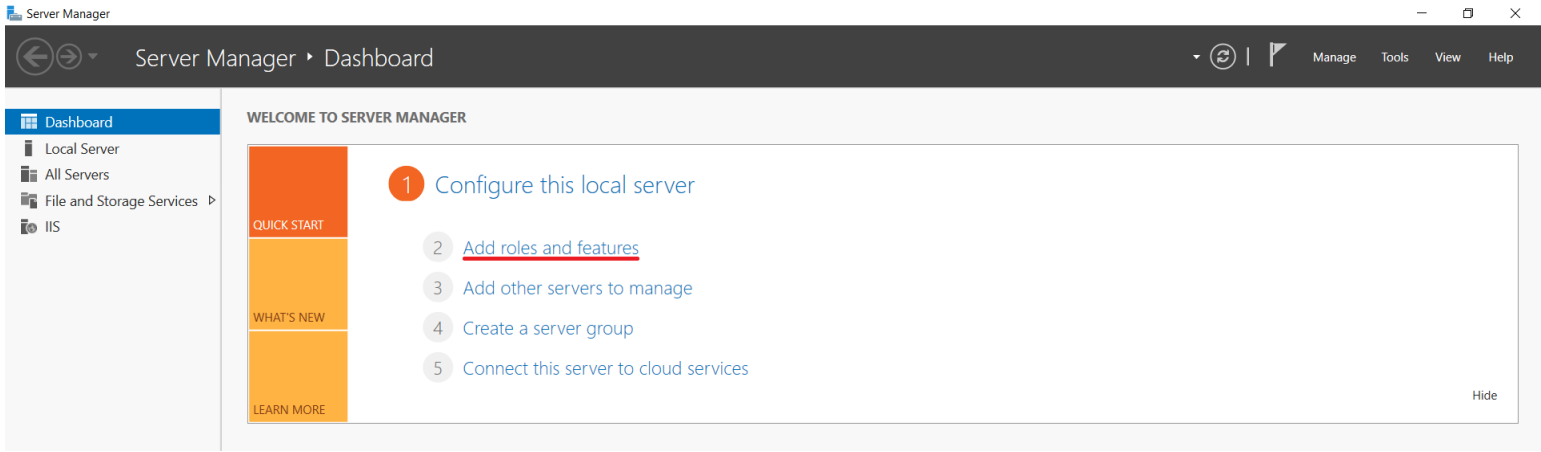 Server Manager
Server Manager ‣ Dashboard
Manage Tools View Help
Dashboard
Local Server
All Servers
File and Storage Services
IIS
WELCOME TO SERVER MANAGER
QUICK START
WHAT'S NEW
LEARN MORE
1 Configure this local server
2 Add roles and features
3 Add other servers to manage
4 Create a server group
5 Connect this server to cloud services
Hide